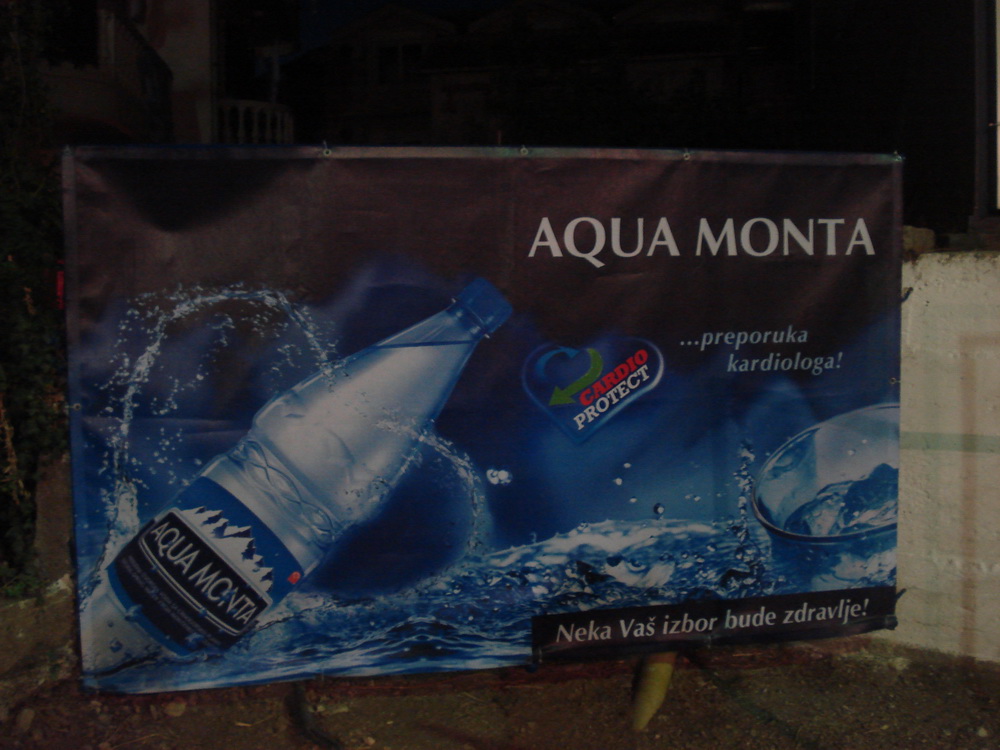 AQUA MONTA
...preporuka
kardiologa!
CARDIO
PROTECT
AQUA MONTA
Neka Vaš izbor bude zdravlje!